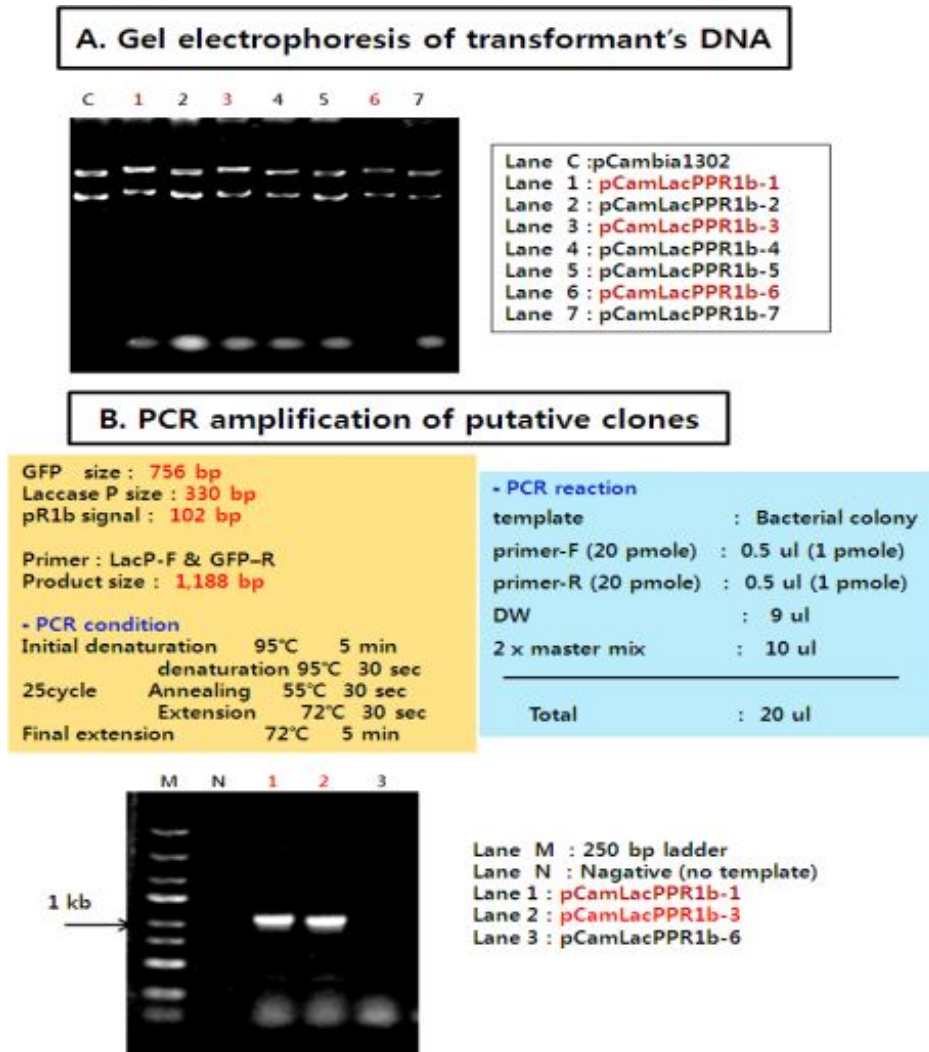 A. Gel electrophoresis of transformant's DNA
C 1 2 3 4 5 6 7
Lane C :pCambia1302
Lane 1 : pCamLacPPR1b-1
Lane 2 : pCamLacPPR1b-2
Lane 3 : pCamLacPPR1b-3
Lane 4 : pCamLacPPR1b-4
Lane 5 : pCamLacPPR1b-5
Lane 6 : pCamLacPPR1b-6
Lane 7 : pCamLacPPR1b-7
B. PCR amplification of putative clones
GFP size : 756 bp
Laccase P size : 330 bp
pR1b signal : 102 bp
Primer : LacP-F & GFP–R
Product size : 1,188 bp
- PCR condition
Initial denaturation 95℃ 5 min
denaturation 95℃ 30 sec
25cycle Annealing 55℃ 30 sec
Extension 72℃ 30 sec
Final extension 72℃ 5 min
- PCR reaction
template : Bacterial colony
primer-F (20 pmole) : 0.5 ul (1 pmole)
primer-R (20 pmole) : 0.5 ul (1 pmole)
DW : 9 ul
2 x master mix : 10 ul
Total : 20 ul
M N 1 2 3
1 kb
Lane M : 250 bp ladder
Lane N : Nagative (no template)
Lane 1 : pCamLacPPR1b-1
Lane 2 : pCamLacPPR1b-3
Lane 3 : pCamLacPPR1b-6